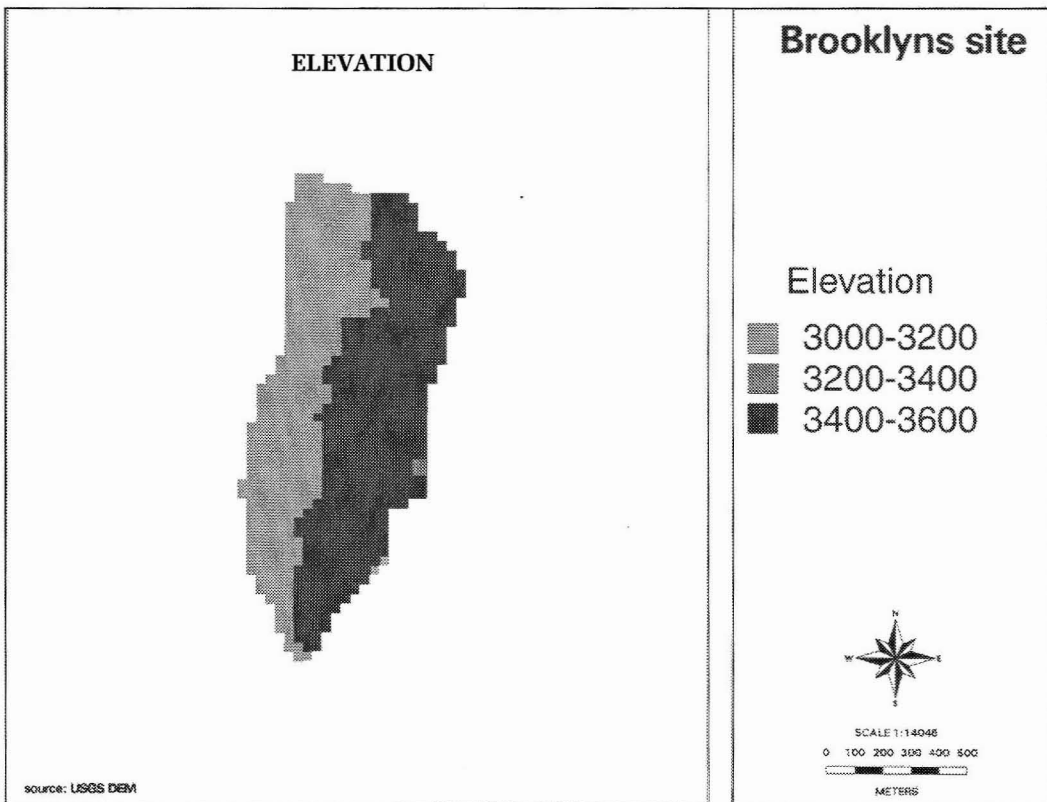 ELEVATION
Brooklyns site
Elevation
3000-3200
3200-3400
3400-3600
N
W E
S
SCALE 1:14046
0 100 200 300 400 500
METERS
source: USGS DEM